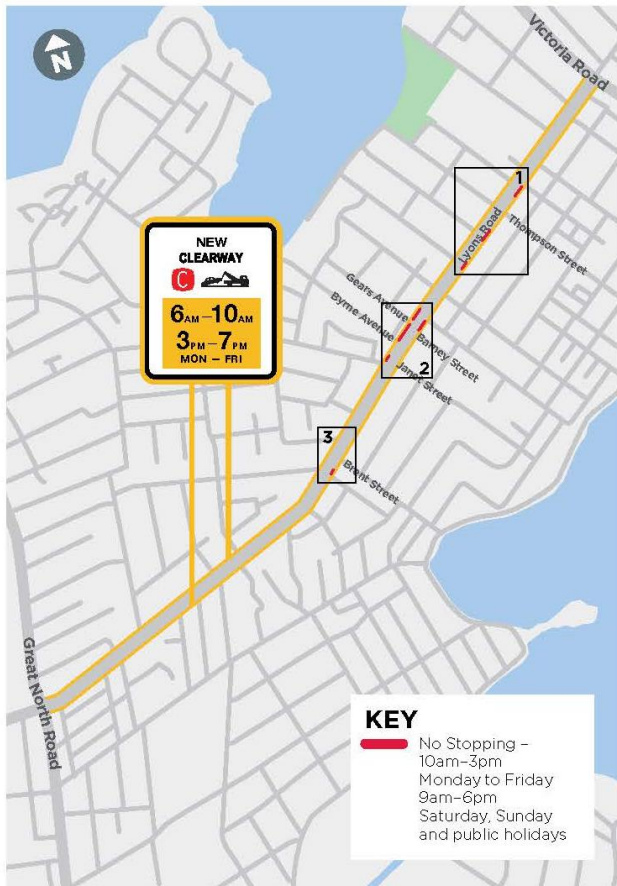 N
Victoria Road
1
Thompson Street
Lyons Road
NEW
CLEARWAY
C
6AM–10AM
3PM–7PM
MON – FRI
Gears Avenue
Byrne Avenue
Barney Street
Janet Street
2
3
Brent Street
Great North Road
KEY
No Stopping –
10am–3pm
Monday to Friday
9am–6pm
Saturday, Sunday
and public holidays